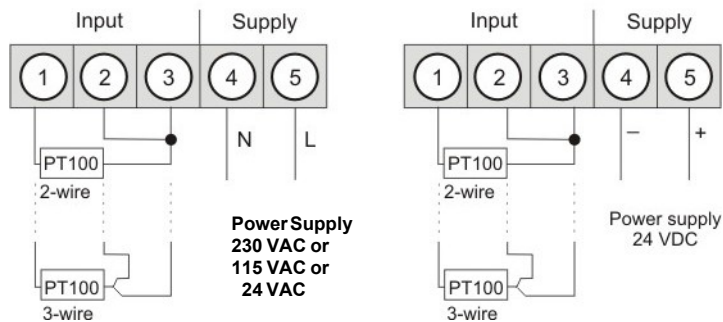 Input Supply
1 2 3 4 5
N L
PT100
2-wire
Power Supply
230 VAC or
115 VAC or
24 VAC
PT100
3-wire
Input Supply
1 2 3 4 5
– +
PT100
2-wire
Power supply
24 VDC
PT100
3-wire